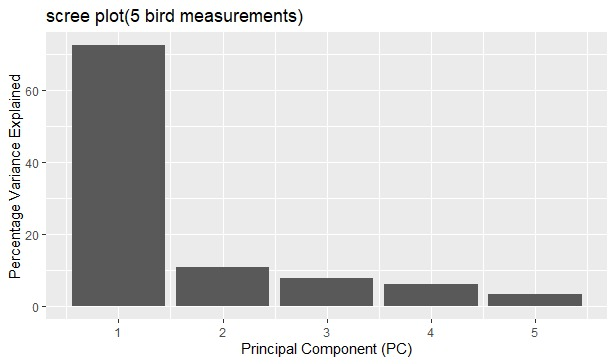 scree plot(5 bird measurements)
Percentage Variance Explained
60
40
20
0
1 2 3 4 5
Principal Component (PC)